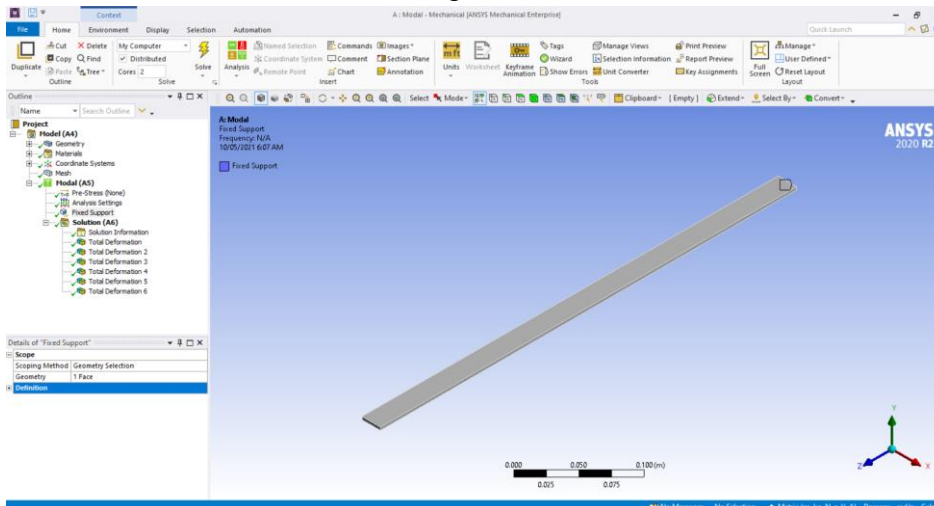 Context
A : Modal - Mechanical [ANSYS Mechanical Enterprise]
File Home Environment Display Selection Automation
Quick Launch
Duplicate
Cut
Copy
Paste
Delete
Find
Tree
Outline
My Computer
Distributed
Cores 2
Solve
Solve
Analysis
Named Selection
Coordinate System
Remote Point
Commands
Comment
Chart
Images
Section Plane
Annotation
Insert
Units
Worksheet
Keyframe Animation
Tags
Wizard
Show Errors
Manage Views
Selection Information
Unit Converter
Print Preview
Report Preview
Key Assignments
Tools
Full Screen
Manage
User Defined
Reset Layout
Layout
Outline
Name
Search Outline
Select Mode
Clipboard [Empty] Extend Select By Convert
Project
Model (A4)
Geometry
Materials
Coordinate Systems
Mesh
Modal (A5)
Pre-Stress (None)
Analysis Settings
Fixed Support
Solution (A6)
Solution Information
Total Deformation
Total Deformation 2
Total Deformation 3
Total Deformation 4
Total Deformation 5
Total Deformation 6
Details of "Fixed Support"
Scope
Scoping Method Geometry Selection
Geometry 1 Face
Definition
A: Modal
Fixed Support
Frequency: N/A
10/05/2021 6:07 AM
Fixed Support
ANSYS
2020 R2
0.000 0.050 0.100 (m)
0.025 0.075
Y
Z X